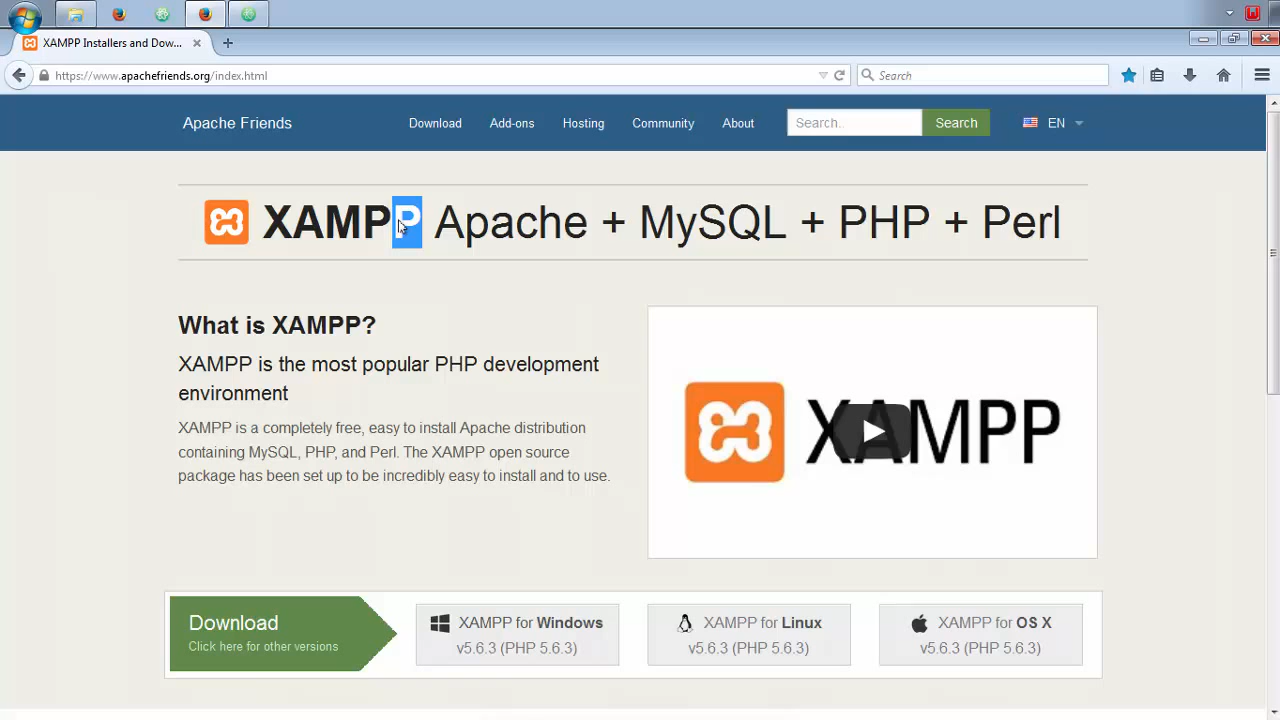 XAMPP Installers and Dow...
https://www.apachefriends.org/index.html
Search
Apache Friends
Download
Add-ons
Hosting
Community
About
Search..
Search
EN
XAMPP Apache + MySQL + PHP + Perl
What is XAMPP?
XAMPP is the most popular PHP development
environment
XAMPP is a completely free, easy to install Apache distribution
containing MySQL, PHP, and Perl. The XAMPP open source
package has been set up to be incredibly easy to install and to use.
XAMPP
Download
Click here for other versions
XAMPP for Windows
v5.6.3 (PHP 5.6.3)
XAMPP for Linux
v5.6.3 (PHP 5.6.3)
XAMPP for OS X
v5.6.3 (PHP 5.6.3)